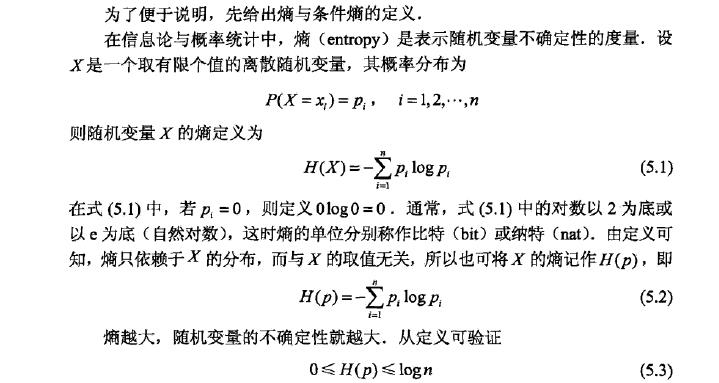 为了便于说明，先给出熵与条件熵的定义．
在信息论与概率统计中，熵（entropy）是表示随机变量不确定性的度量．设
X是一个取有限个值的离散随机变量，其概率分布为
P(X = x_i) = p_i ， i = 1, 2, ⋯, n
则随机变量 X 的熵定义为
H(X) = −∑_{i=1}^{n} p_i log p_i (5.1)
在式 (5.1) 中，若 p_i = 0，则定义 0 log 0 = 0．通常，式 (5.1) 中的对数以 2 为底或
以 e 为底（自然对数），这时熵的单位分别称作比特（bit）或纳特（nat）．由定义可
知，熵只依赖于 X 的分布，而与 X 的取值无关，所以也可将 X 的熵记作 H(p)，即
H(p) = −∑_{i=1}^{n} p_i log p_i (5.2)
熵越大，随机变量的不确定性就越大．从定义可验证
0 ≤ H(p) ≤ log n (5.3)